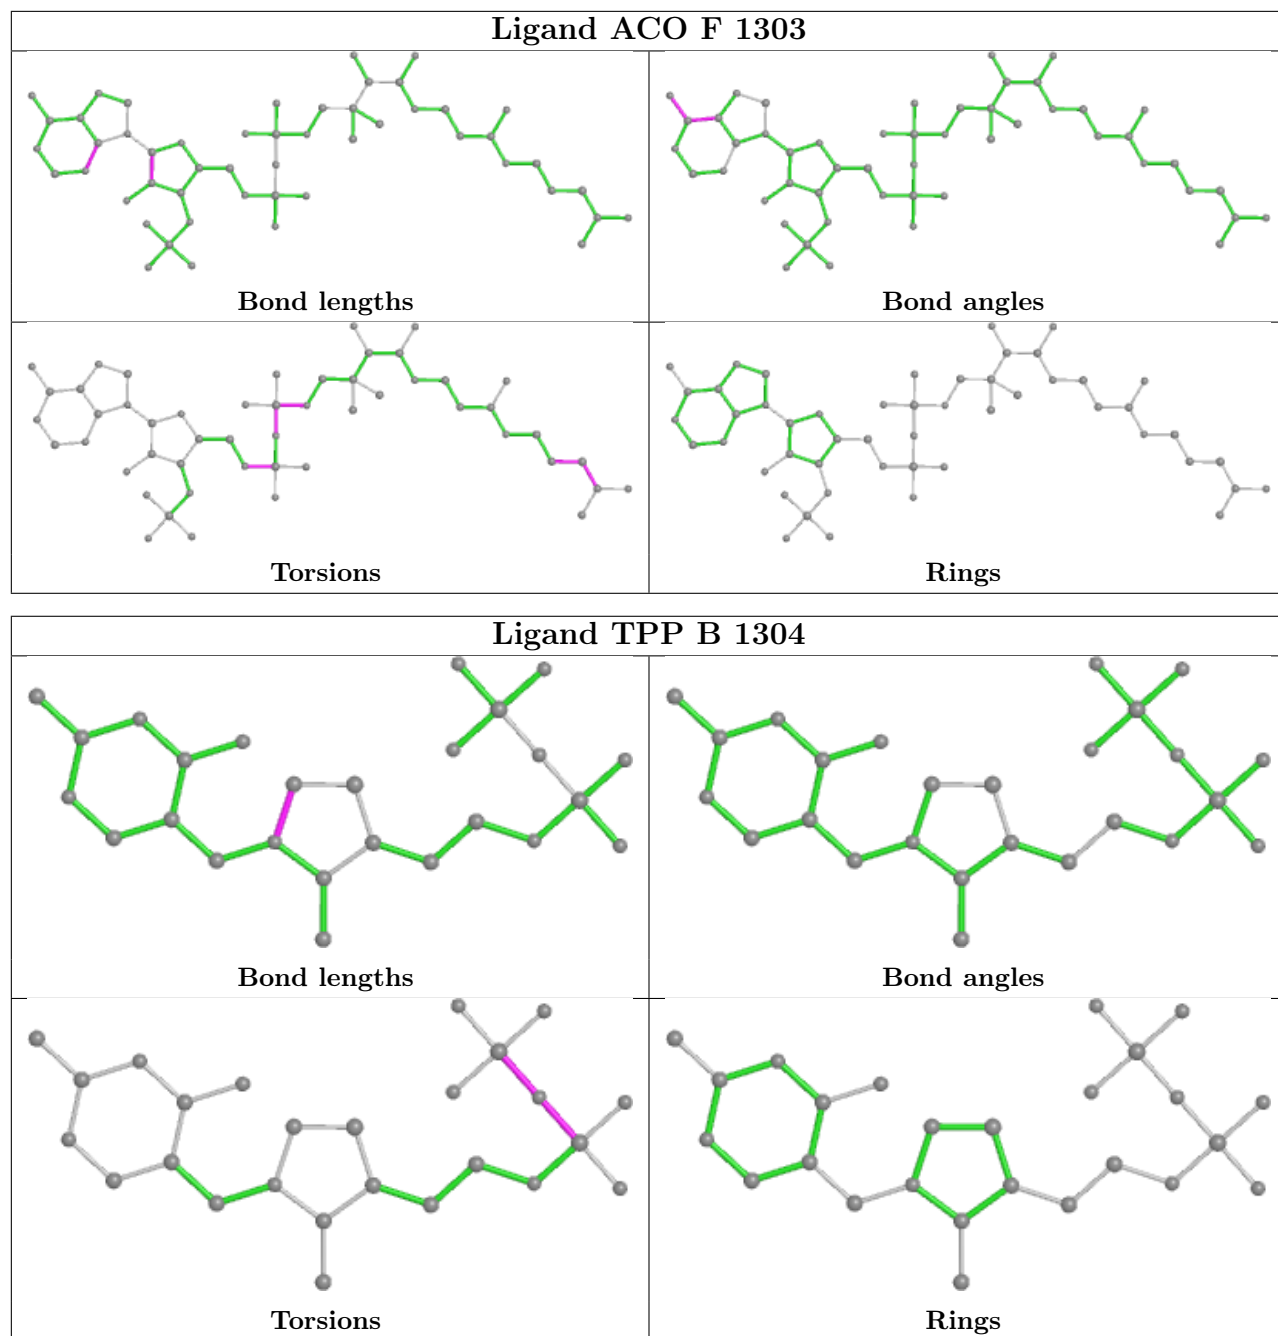 Ligand ACO F 1303
Bond lengths
Bond angles
Torsions
Rings
Ligand TPP B 1304
Bond lengths
Bond angles
Torsions
Rings